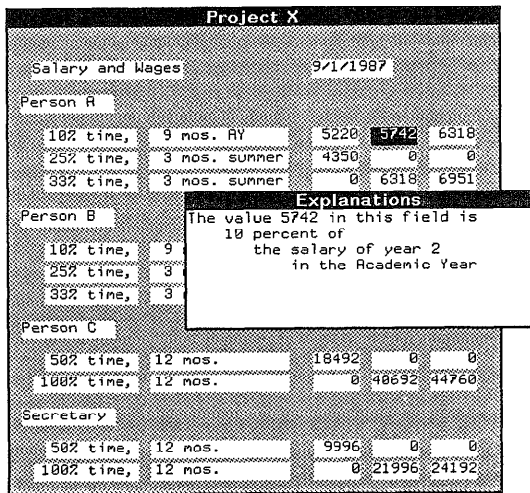 Project X
Salary and Wages 9/1/1987
Person A
10% time, 9 mos. AY 5220 5742 6318
25% time, 3 mos. summer 4350 0 0
33% time, 3 mos. summer 0 6318 6951
Explanations
The value 5742 in this field is
10 percent of
the salary of year 2
in the Academic Year
Person B
10% time, 9
25% time, 3
33% time, 3
Person C
50% time, 12 mos. 18492 0 0
100% time, 12 mos. 0 40692 44760
Secretary
50% time, 12 mos. 9996 0 0
100% time, 12 mos. 0 21996 24192